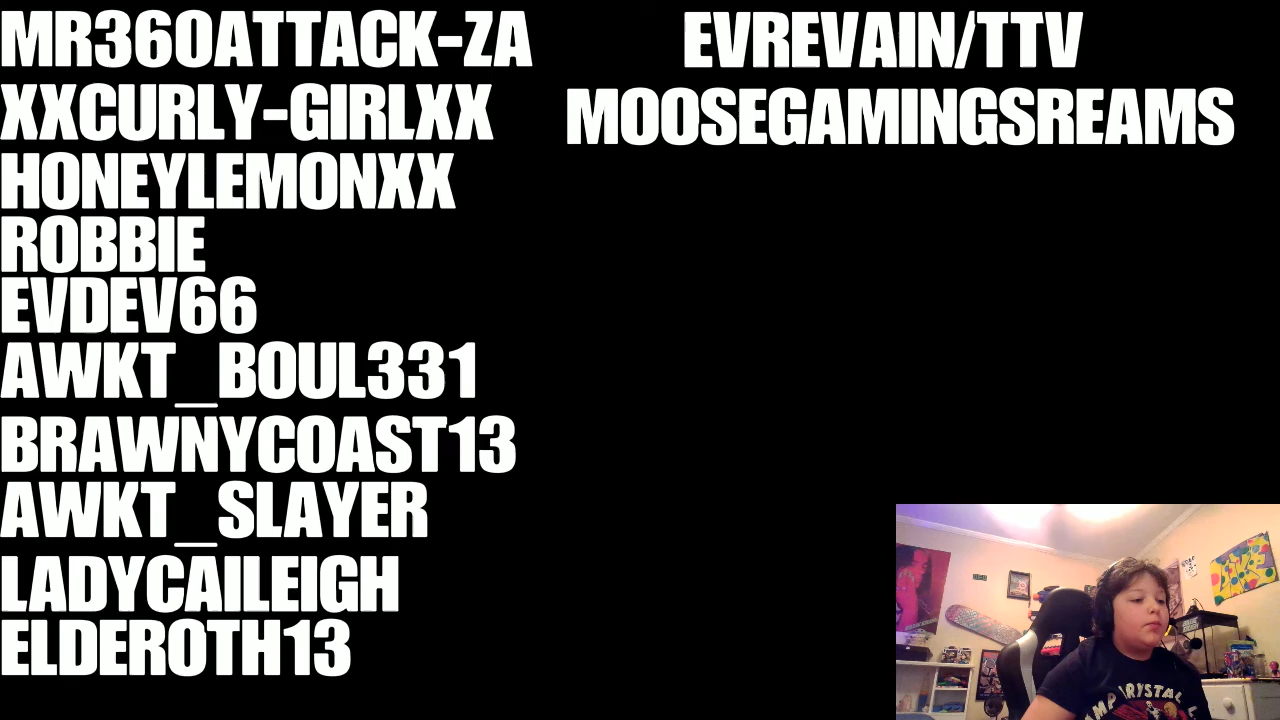 MR360ATTACK-ZA
XXCURLY-GIRLXX
HONEYLEMONXX
ROBBIE
EVDEV66
AWKT_BOUL331
BRAWNYCOAST13
AWKT_SLAYER
LADYCAILEIGH
ELDEROTH13
EVREVAIN/TTV
MOOSEGAMINGSREAMS